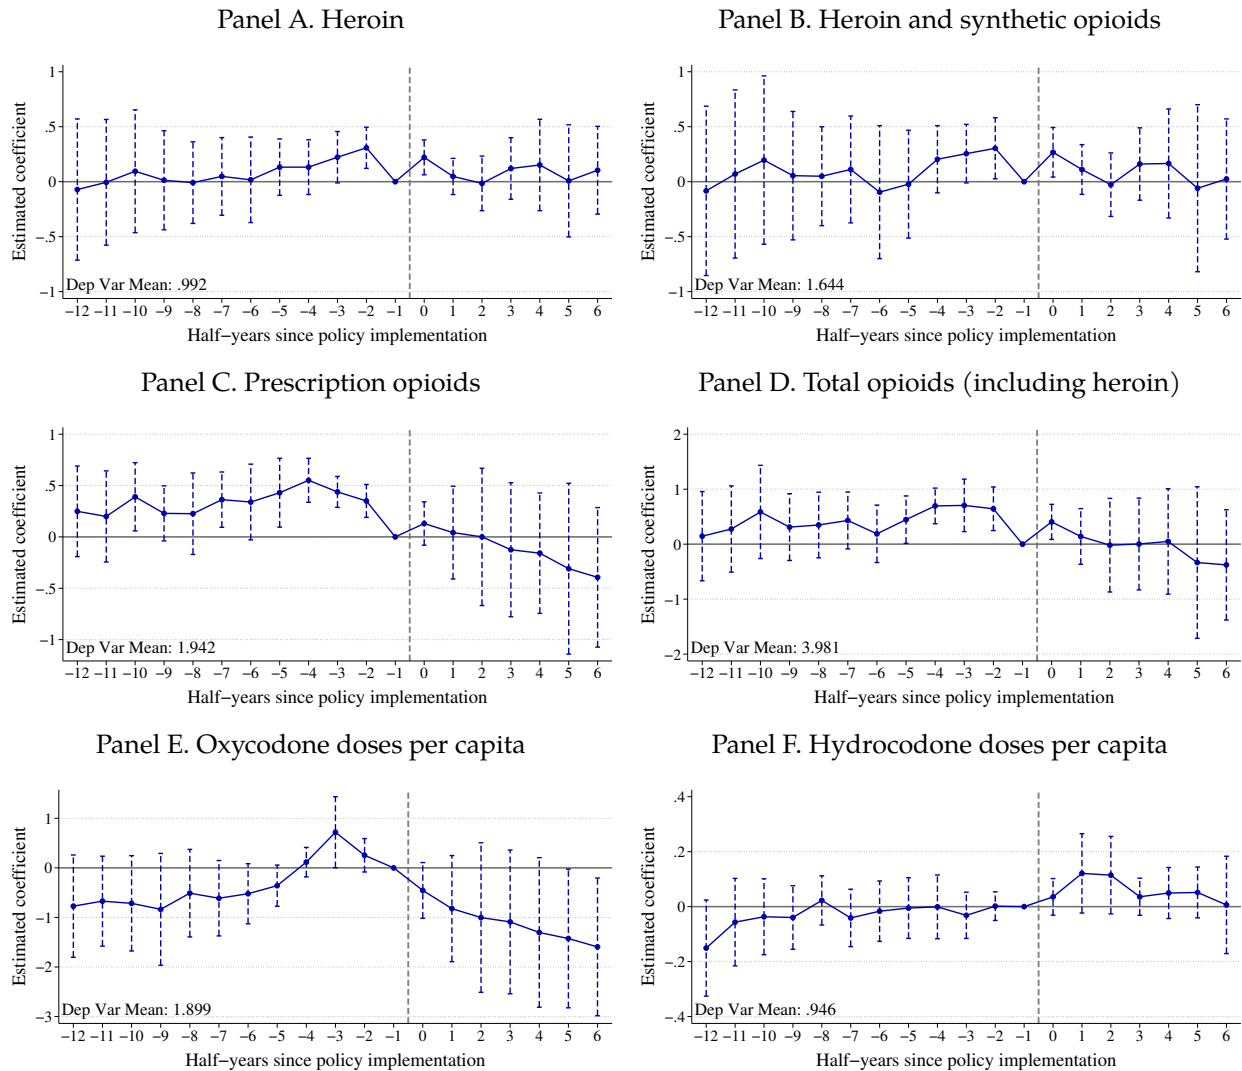 Panel A. Heroin
Estimated coefficient
1
.5
0
−.5
−1
Dep Var Mean: .992
−12 −11 −10 −9 −8 −7 −6 −5 −4 −3 −2 −1 0 1 2 3 4 5 6
Half−years since policy implementation
Panel B. Heroin and synthetic opioids
Estimated coefficient
1
.5
0
−.5
−1
Dep Var Mean: 1.644
−12 −11 −10 −9 −8 −7 −6 −5 −4 −3 −2 −1 0 1 2 3 4 5 6
Half−years since policy implementation
Panel C. Prescription opioids
Estimated coefficient
1
.5
0
−.5
−1
Dep Var Mean: 1.942
−12 −11 −10 −9 −8 −7 −6 −5 −4 −3 −2 −1 0 1 2 3 4 5 6
Half−years since policy implementation
Panel D. Total opioids (including heroin)
Estimated coefficient
2
1
0
−1
−2
Dep Var Mean: 3.981
−12 −11 −10 −9 −8 −7 −6 −5 −4 −3 −2 −1 0 1 2 3 4 5 6
Half−years since policy implementation
Panel E. Oxycodone doses per capita
Estimated coefficient
1
0
−1
−2
−3
Dep Var Mean: 1.899
−12 −11 −10 −9 −8 −7 −6 −5 −4 −3 −2 −1 0 1 2 3 4 5 6
Half−years since policy implementation
Panel F. Hydrocodone doses per capita
Estimated coefficient
.4
.2
0
−.2
−.4
Dep Var Mean: .946
−12 −11 −10 −9 −8 −7 −6 −5 −4 −3 −2 −1 0 1 2 3 4 5 6
Half−years since policy implementation